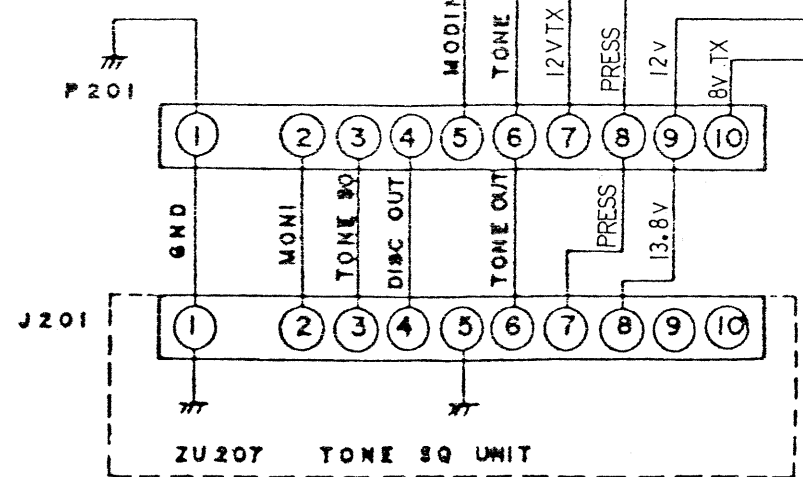 MODIN
TONE
12VTX
PRESS
12V
8V TX
P201
1 2 3 4 5 6 7 8 9 10
GND
MONI
TONE SQ
DISC OUT
TONE OUT
PRESS
13.8V
J201
1 2 3 4 5 6 7 8 9 10
ZU207 TONE SQ UNIT